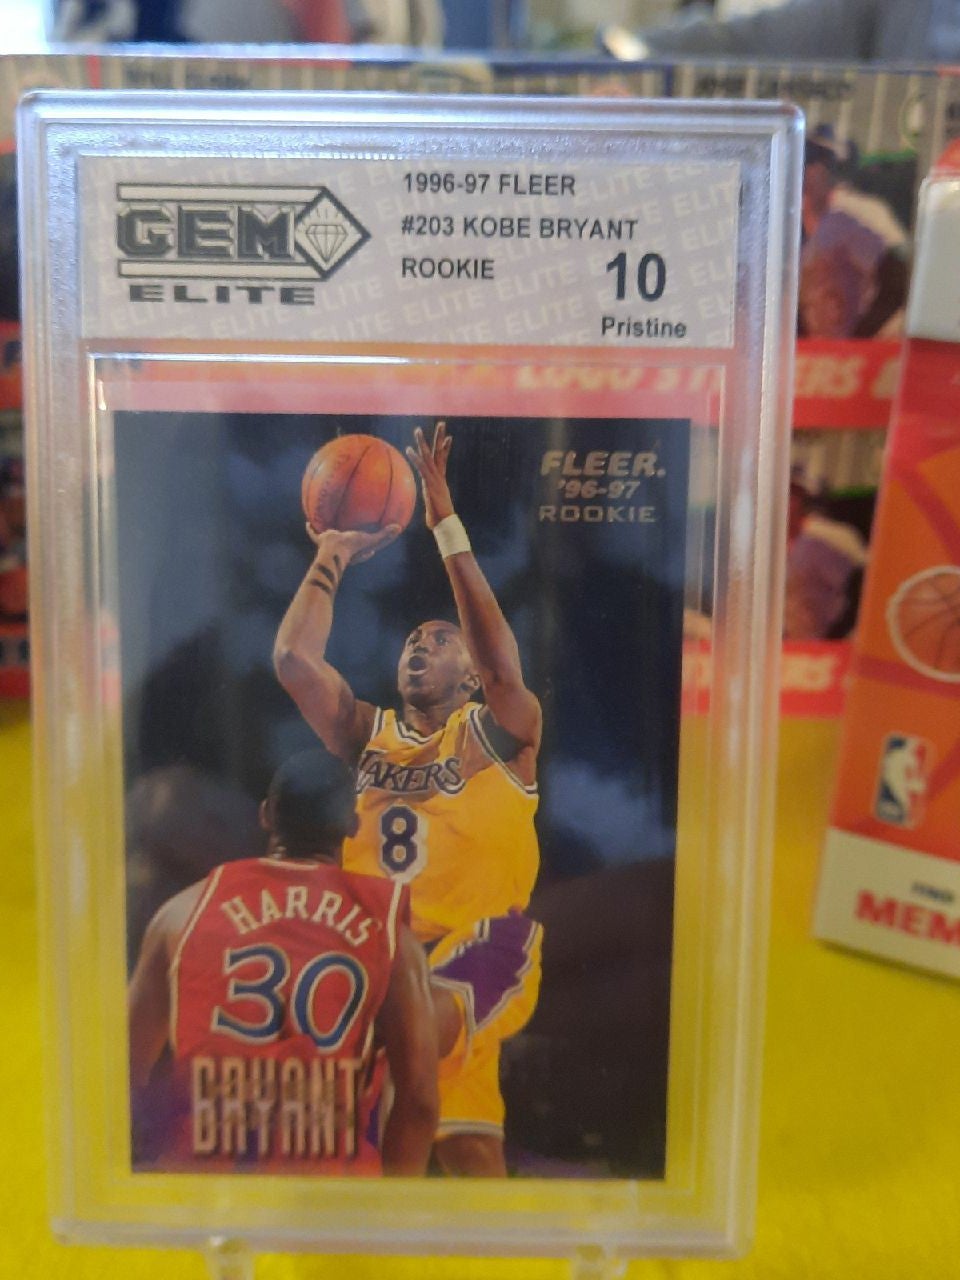 GEM
ELITE
1996-97 FLEER
#203 KOBE BRYANT
ROOKIE
10
Pristine
FLEER.
'96-97
ROOKIE
LAKERS
8
HARRIS
30
BRYANT